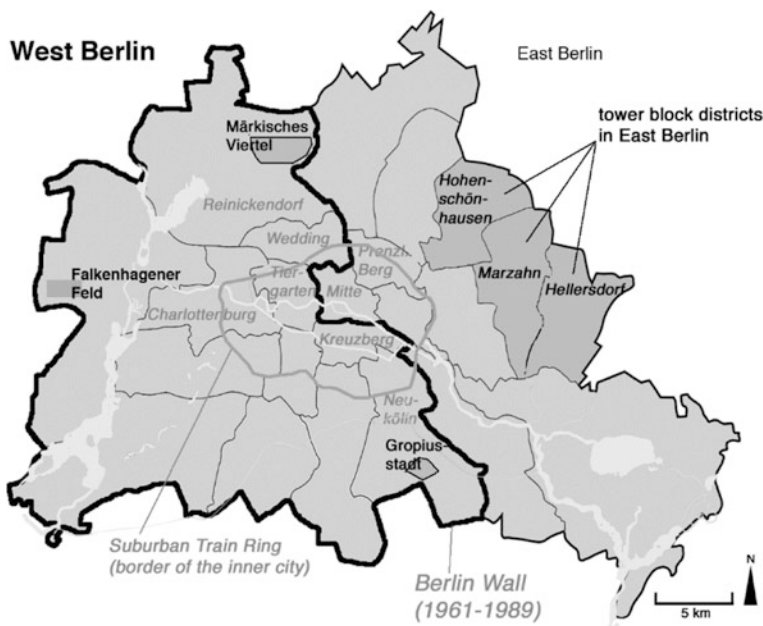 West Berlin
East Berlin
tower block districts
in East Berlin
Märkisches
Viertel
Hohen-
schön-
hausen
Reinickendorf
Wedding
Prenzl.
Berg
Marzahn
Falkenhagener
Feld
Tier-
garten
Mitte
Hellersdorf
Charlottenburg
Kreuzberg
Neu-
kölln
Gropius-
stadl
Suburban Train Ring
(border of the inner city)
Berlin Wall
(1961-1989)
N
5 km